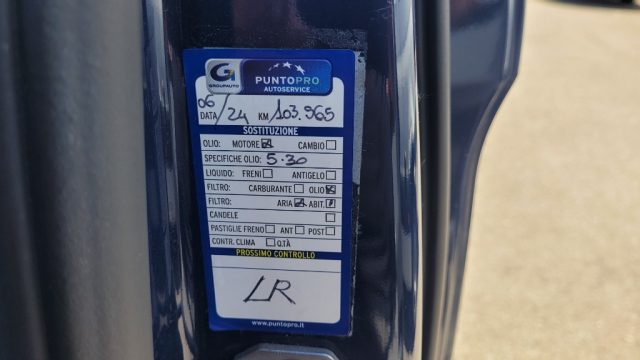 G
GROUPAUTO
PUNTOPRO
AUTOSERVICE
DATA 06/24 KM 103.965
SOSTITUZIONE
OLIO: MOTORE ☑ CAMBIO ☐
SPECIFICHE OLIO: 5.30
LIQUIDO: FRENI ☐ ANTIGELO ☐
FILTRO: CARBURANTE ☐ OLIO ☑
FILTRO: ARIA ☑ ABIT. ☑
CANDELE ☐
PASTIGLIE FRENO ☐ ANT ☐ POST ☐
CONTR. CLIMA ☐ Q.TÀ
PROSSIMO CONTROLLO
LR
www.puntopro.it